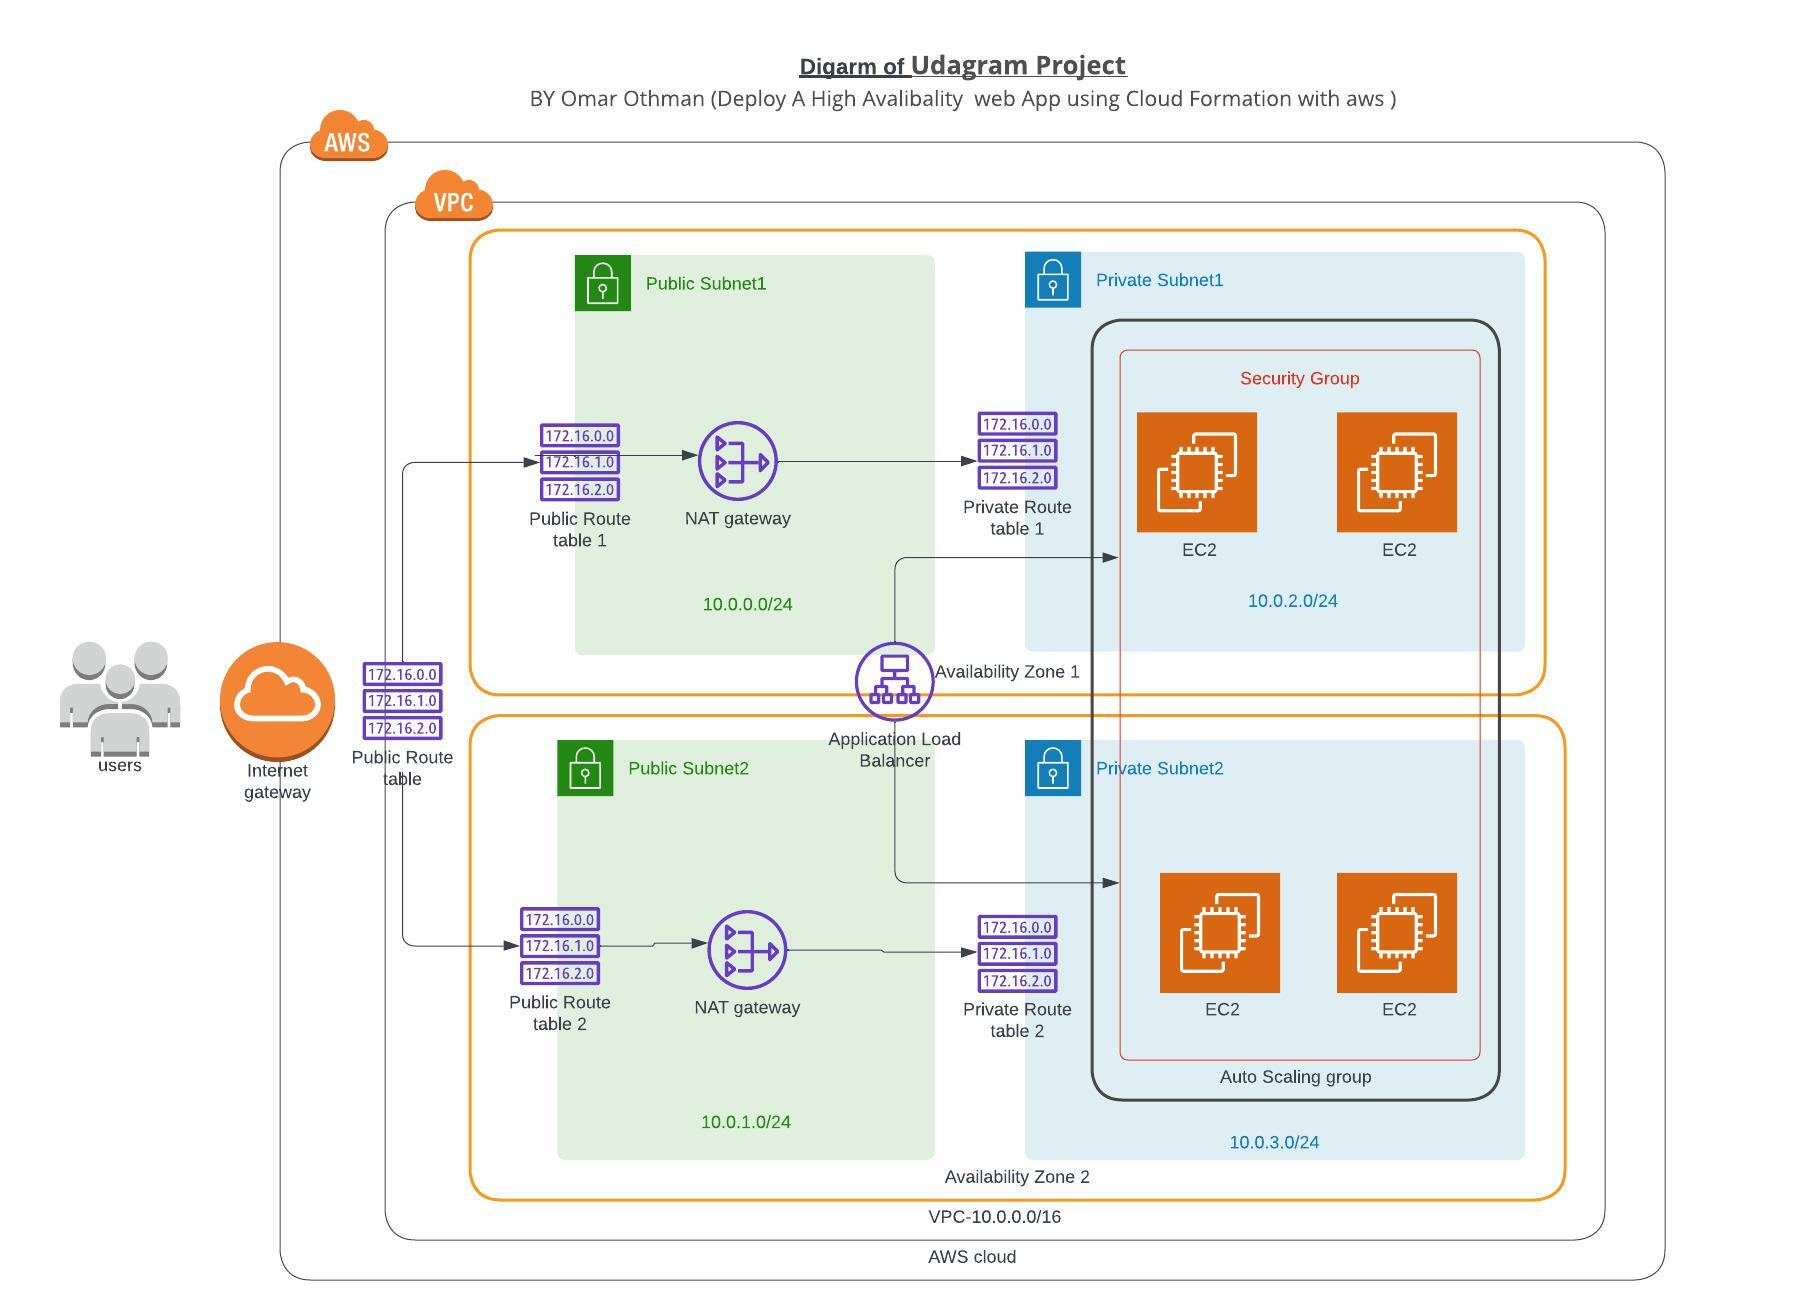 Digarm of Udagram Project
BY Omar Othman (Deploy A High Avalibality  web App using Cloud Formation with aws )
AWS
VPC
Public Subnet1
Private Subnet1
Security Group
172.16.0.0
172.16.1.0
172.16.2.0
Public Route
table 1
NAT gateway
172.16.0.0
172.16.1.0
172.16.2.0
Private Route
table 1
EC2
EC2
10.0.0.0/24
10.0.2.0/24
users
Internet
gateway
172.16.0.0
172.16.1.0
172.16.2.0
Public Route
table
Availability Zone 1
Application Load
Balancer
Public Subnet2
Private Subnet2
172.16.0.0
172.16.1.0
172.16.2.0
Public Route
table 2
NAT gateway
172.16.0.0
172.16.1.0
172.16.2.0
Private Route
table 2
EC2
EC2
Auto Scaling group
10.0.1.0/24
10.0.3.0/24
Availability Zone 2
VPC-10.0.0.0/16
AWS cloud